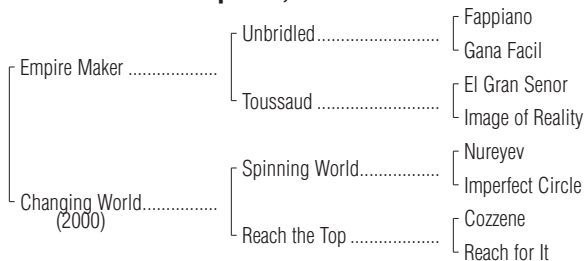 Fappiano
Unbridled
Gana Facil
Empire Maker
El Gran Senor
Toussaud
Image of Reality
Nureyev
Spinning World
Imperfect Circle
Changing World
(2000)
Cozzene
Reach the Top
Reach for It